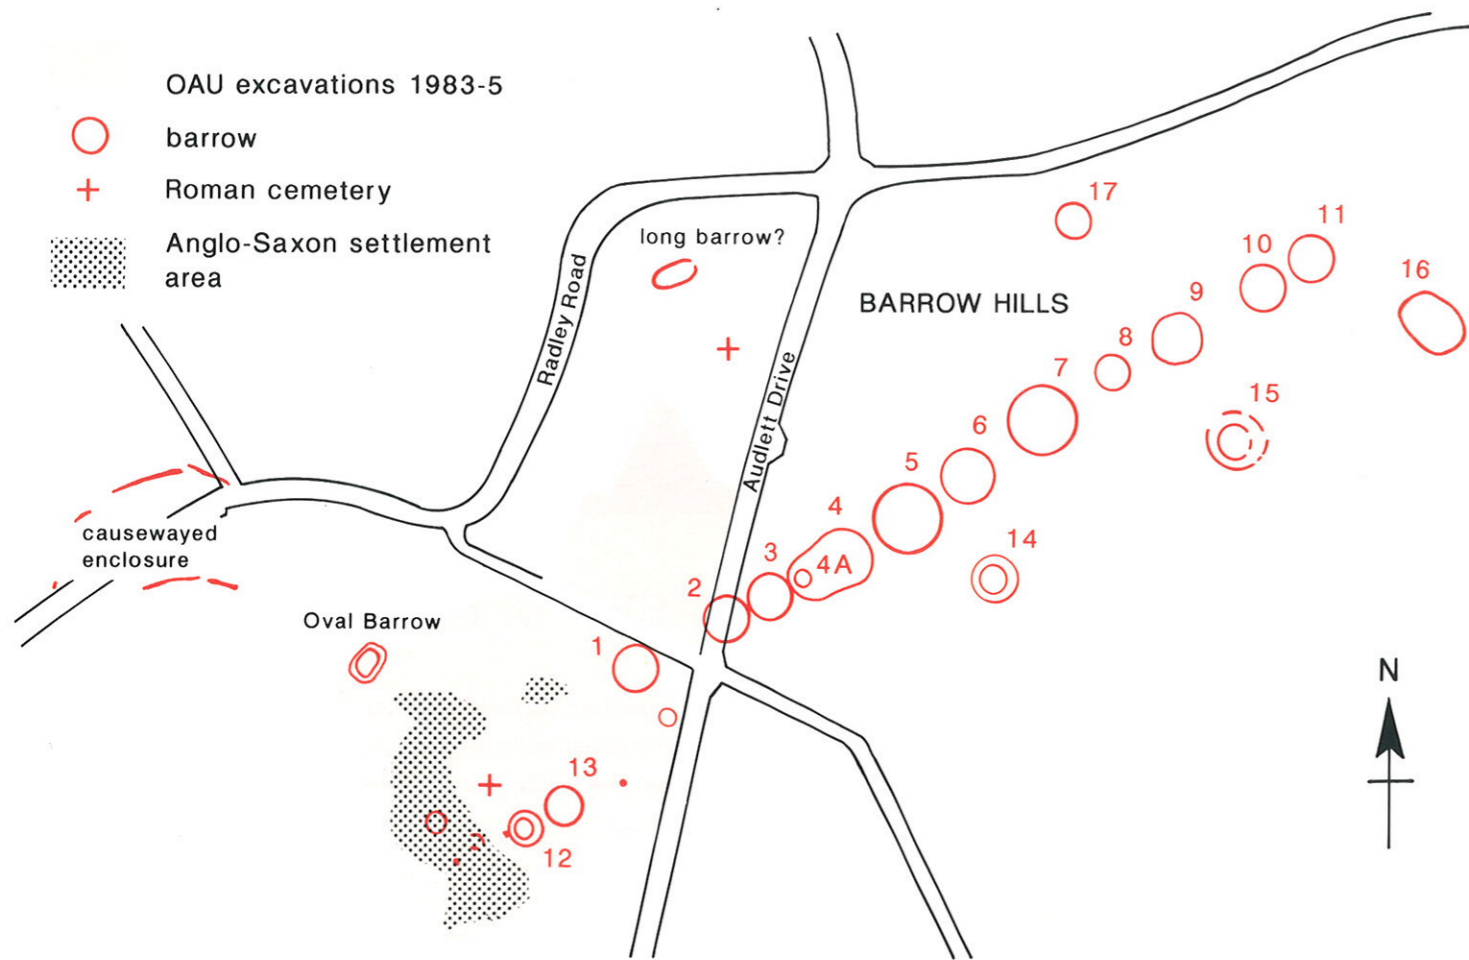 OAU excavations 1983-5
barrow
Roman cemetery
Anglo-Saxon settlement
area
long barrow?
Radley Road
Audlett Drive
BARROW HILLS
17
11
10
16
9
8
7
15
6
5
4
14
3
4A
2
causewayed
enclosure
Oval Barrow
1
N
13
12